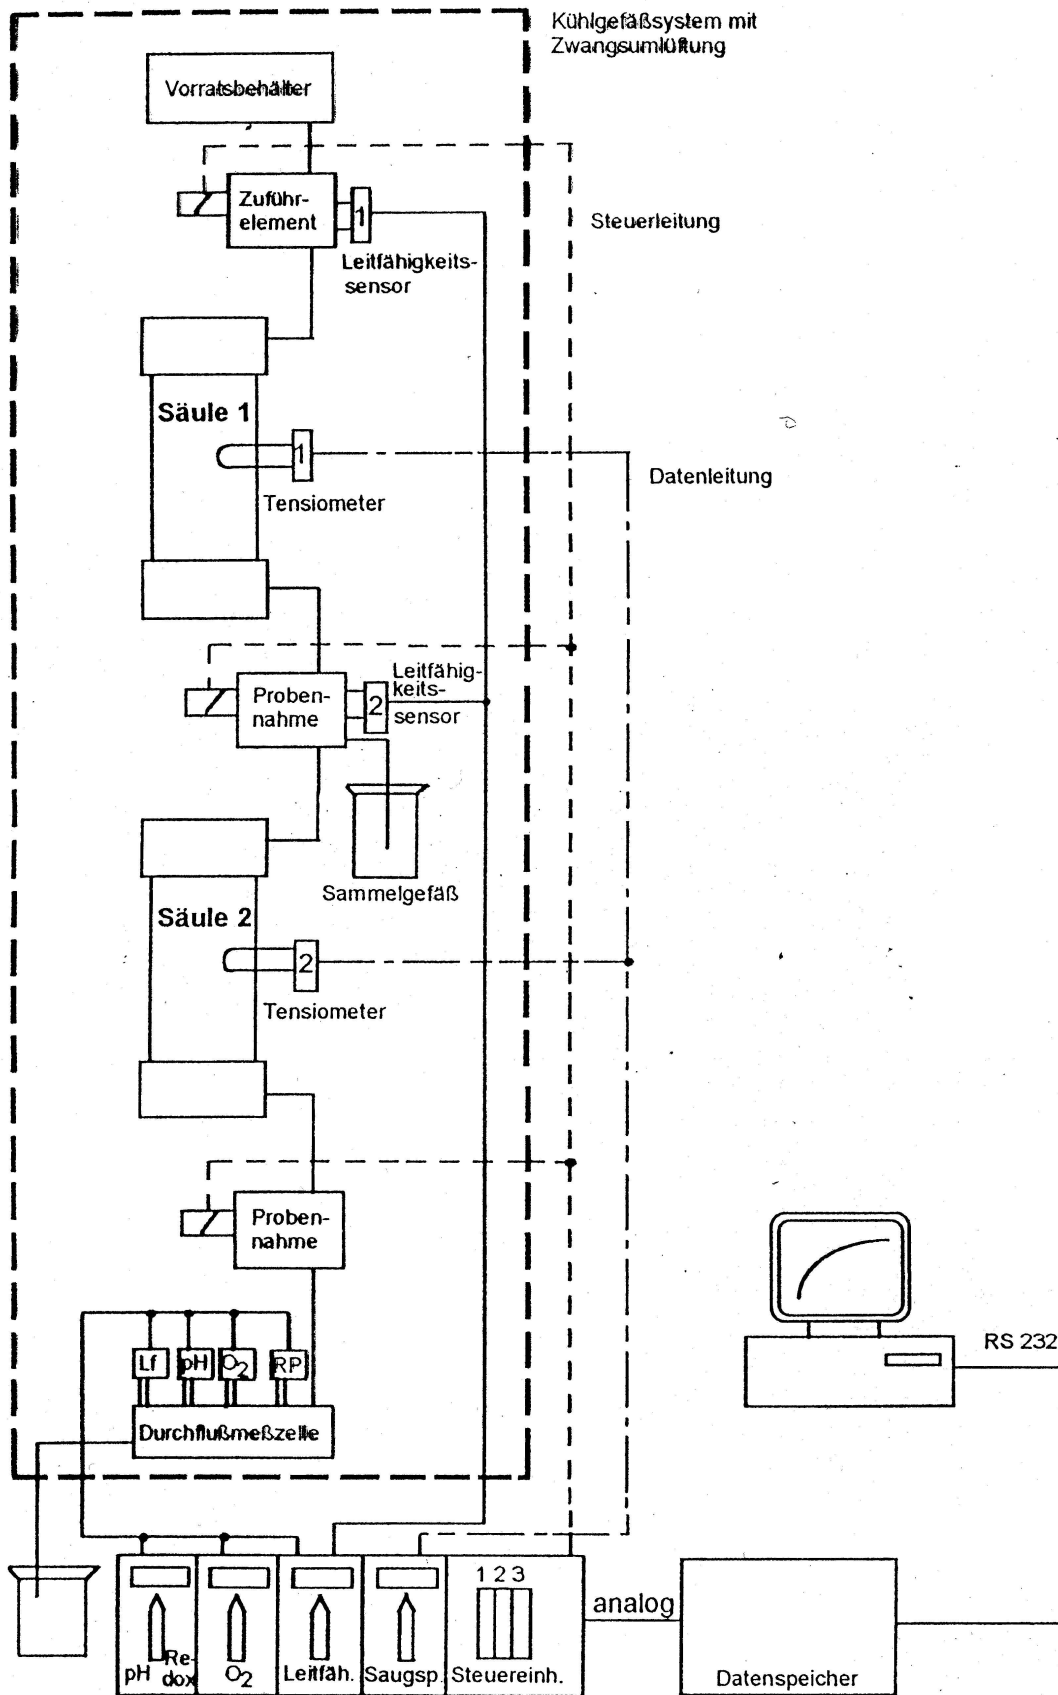 Kühlgefäßsystem mit
Zwangsumlüftung
Vorratsbehälter
Zuführ-
element
1
Leitfähigkeits-
sensor
Steuerleitung
Säule 1
1
Tensiometer
Datenleitung
Leitfähig-
keits-
sensor
Proben-
nahme
2
Sammelgefäß
Säule 2
2
Tensiometer
Proben-
nahme
Lf pH O2 RP
Durchflußmeßzelle
RS 232
1 2 3
analog
pH Re-
dox
O2
Leitfäh.
Saugsp.
Steuereinh.
Datenspeicher